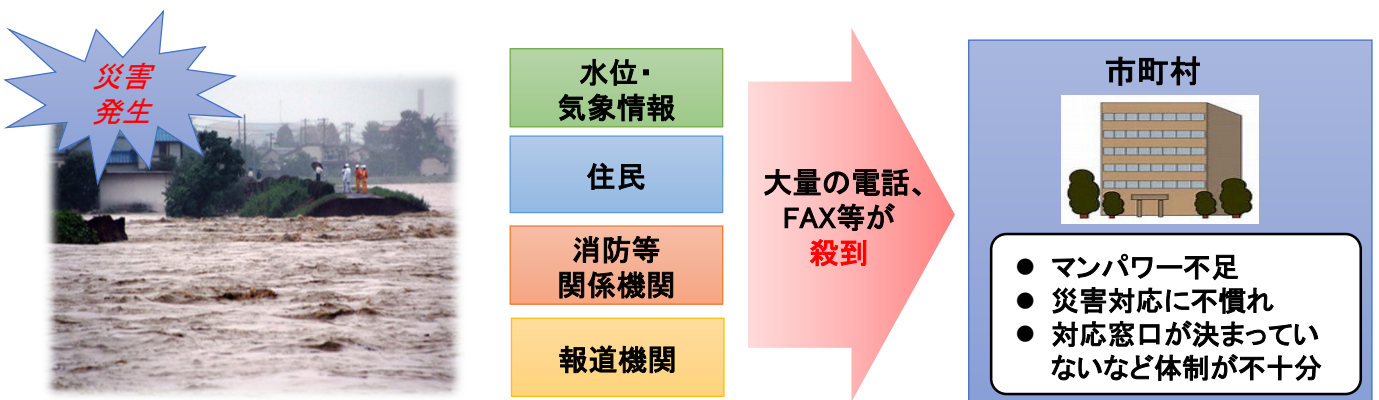 災害
発生
水位・
気象情報
住民
消防等
関係機関
報道機関
大量の電話、
FAX等が
殺到
市町村
● マンパワー不足
● 災害対応に不慣れ
● 対応窓口が決まってい
ないなど体制が不十分